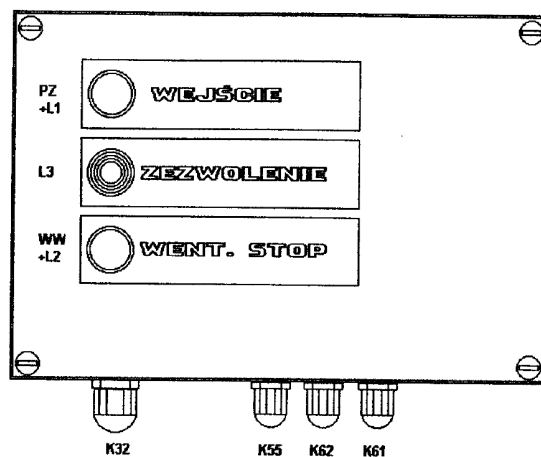 PZ
+L1
WEJŚCIE
L3
ZEZWOLENIE
WW
+L2
WENT. STOP
K32
K55
K62
K61